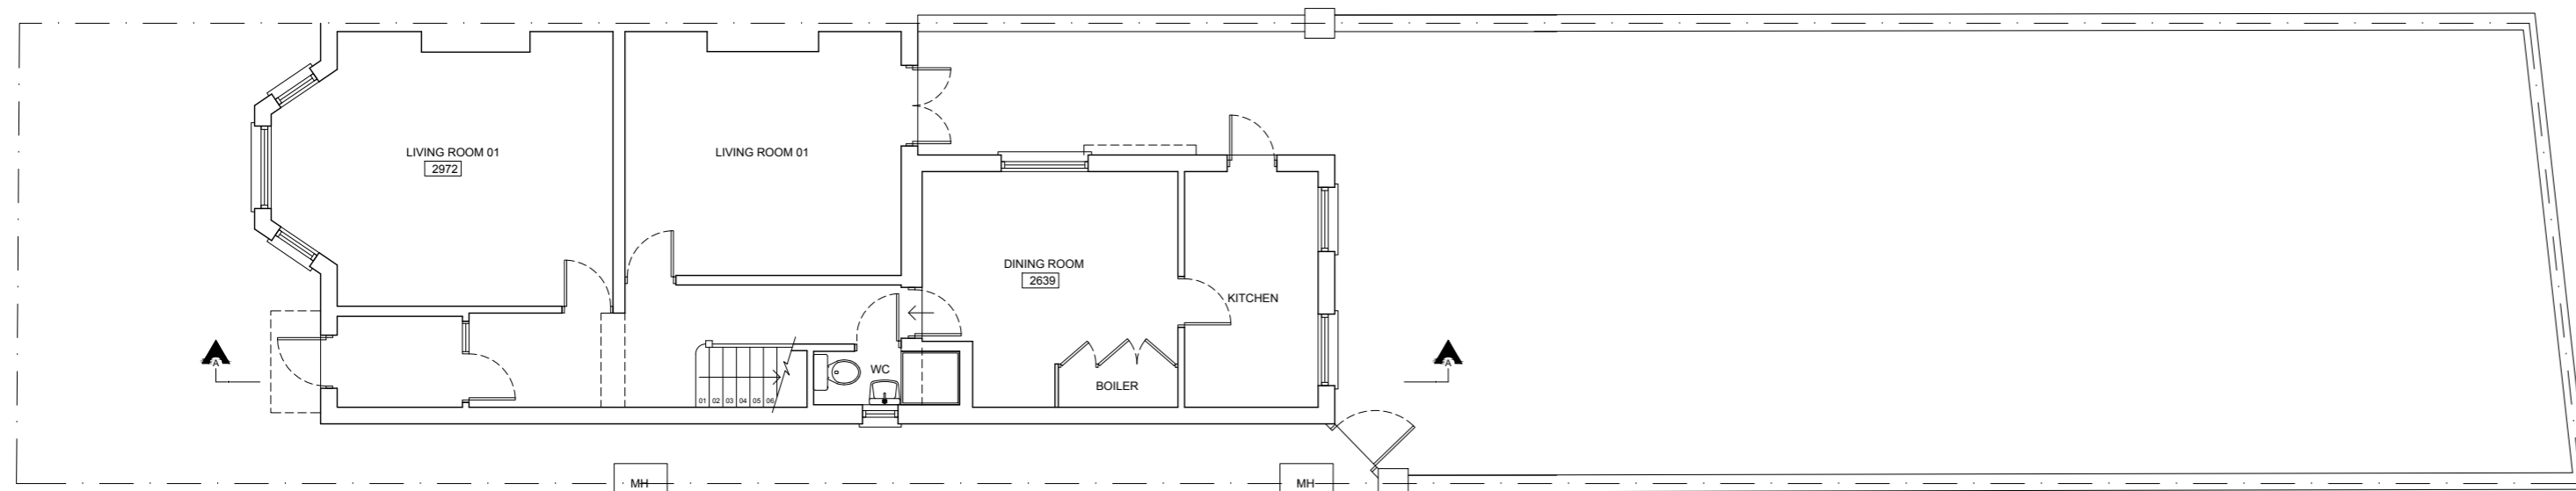 LIVING ROOM 01
2972
LIVING ROOM 01
DINING ROOM
2639
KITCHEN
A
A
WC
BOILER
01 02 03 04 05 06
MH
MH